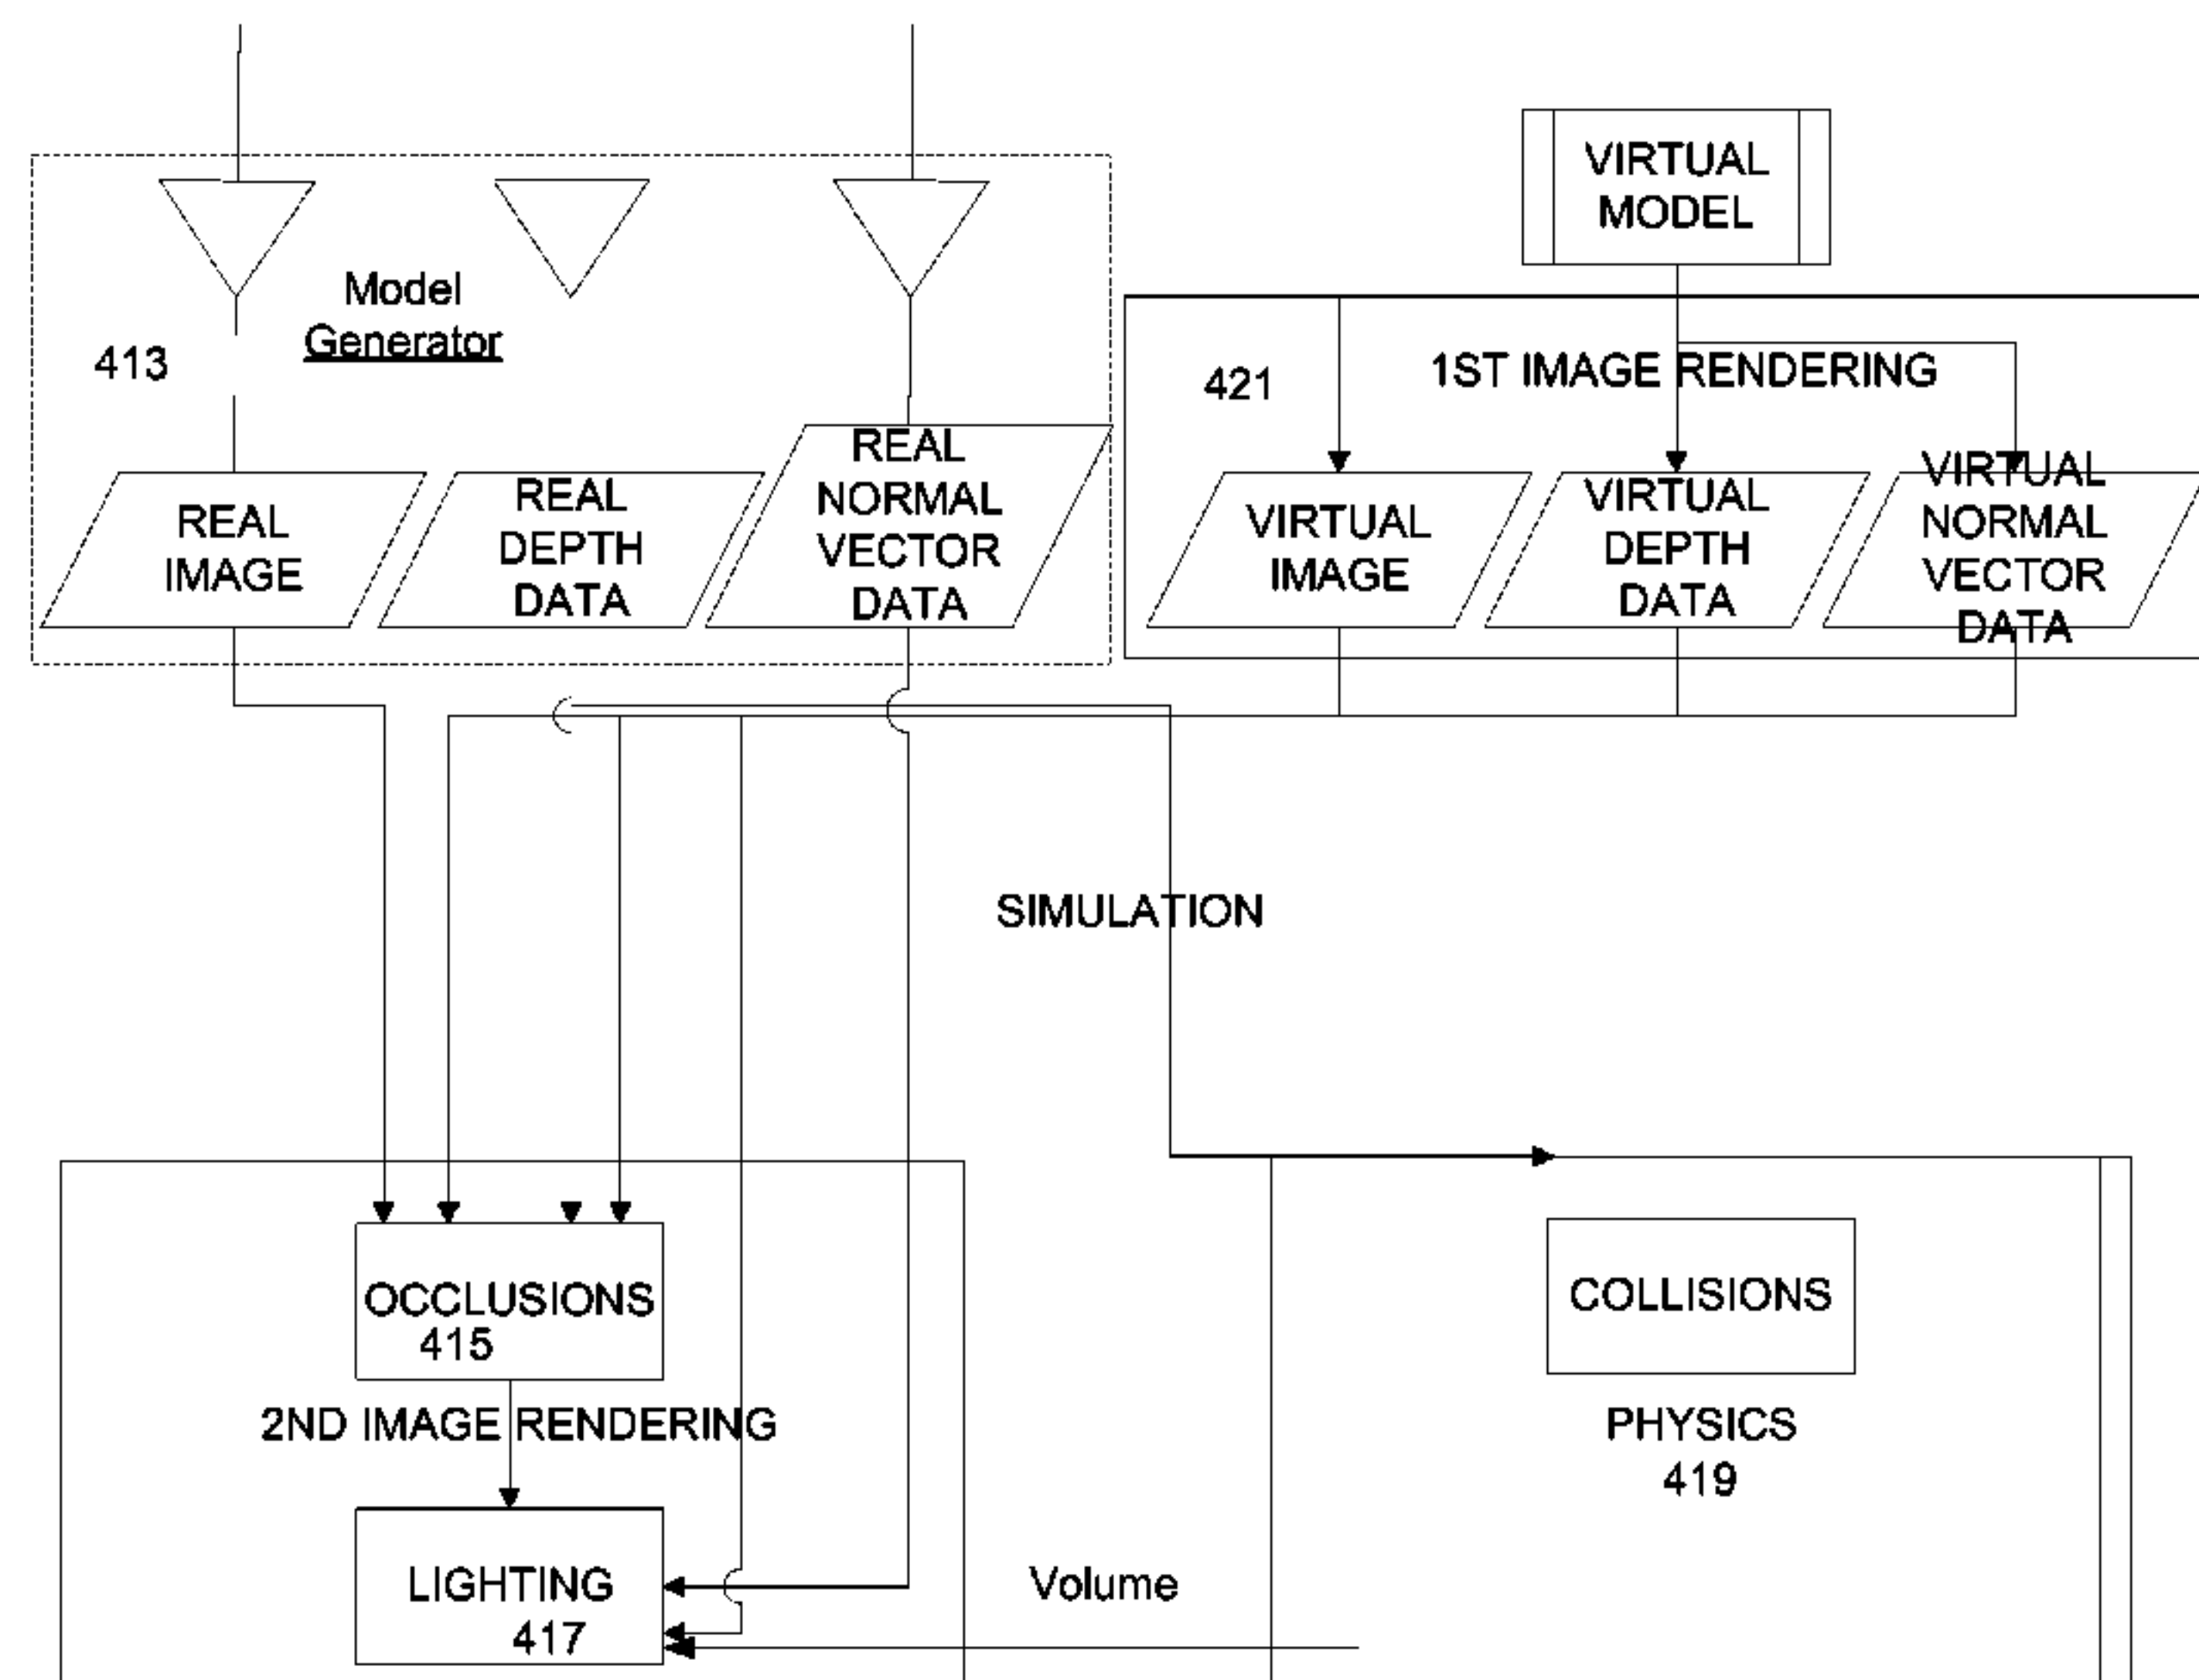 VIRTUAL
MODEL
Model
Generator
413
421
1ST IMAGE RENDERING
REAL
IMAGE
REAL
DEPTH
DATA
REAL
NORMAL
VECTOR
DATA
VIRTUAL
IMAGE
VIRTUAL
DEPTH
DATA
VIRTUAL
NORMAL
VECTOR
DATA
SIMULATION
OCCLUSIONS
415
COLLISIONS
2ND IMAGE RENDERING
PHYSICS
419
LIGHTING
417
Volume